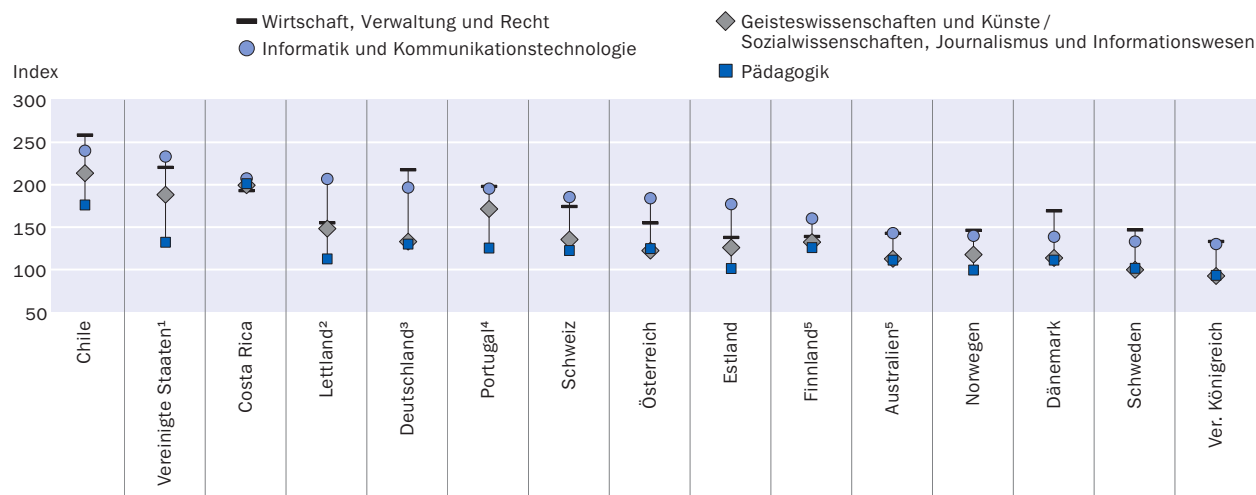 Wirtschaft, Verwaltung und Recht
Informatik und Kommunikationstechnologie
Geisteswissenschaften und Künste/
Sozialwissenschaften, Journalismus und Informationswesen
Pädagogik
Index
300
250
200
150
100
50
Chile
Vereinigte Staaten¹
Costa Rica
Lettland²
Deutschland³
Portugal⁴
Schweiz
Österreich
Estland
Finnland⁵
Australien⁵
Norwegen
Dänemark
Schweden
Ver. Königreich